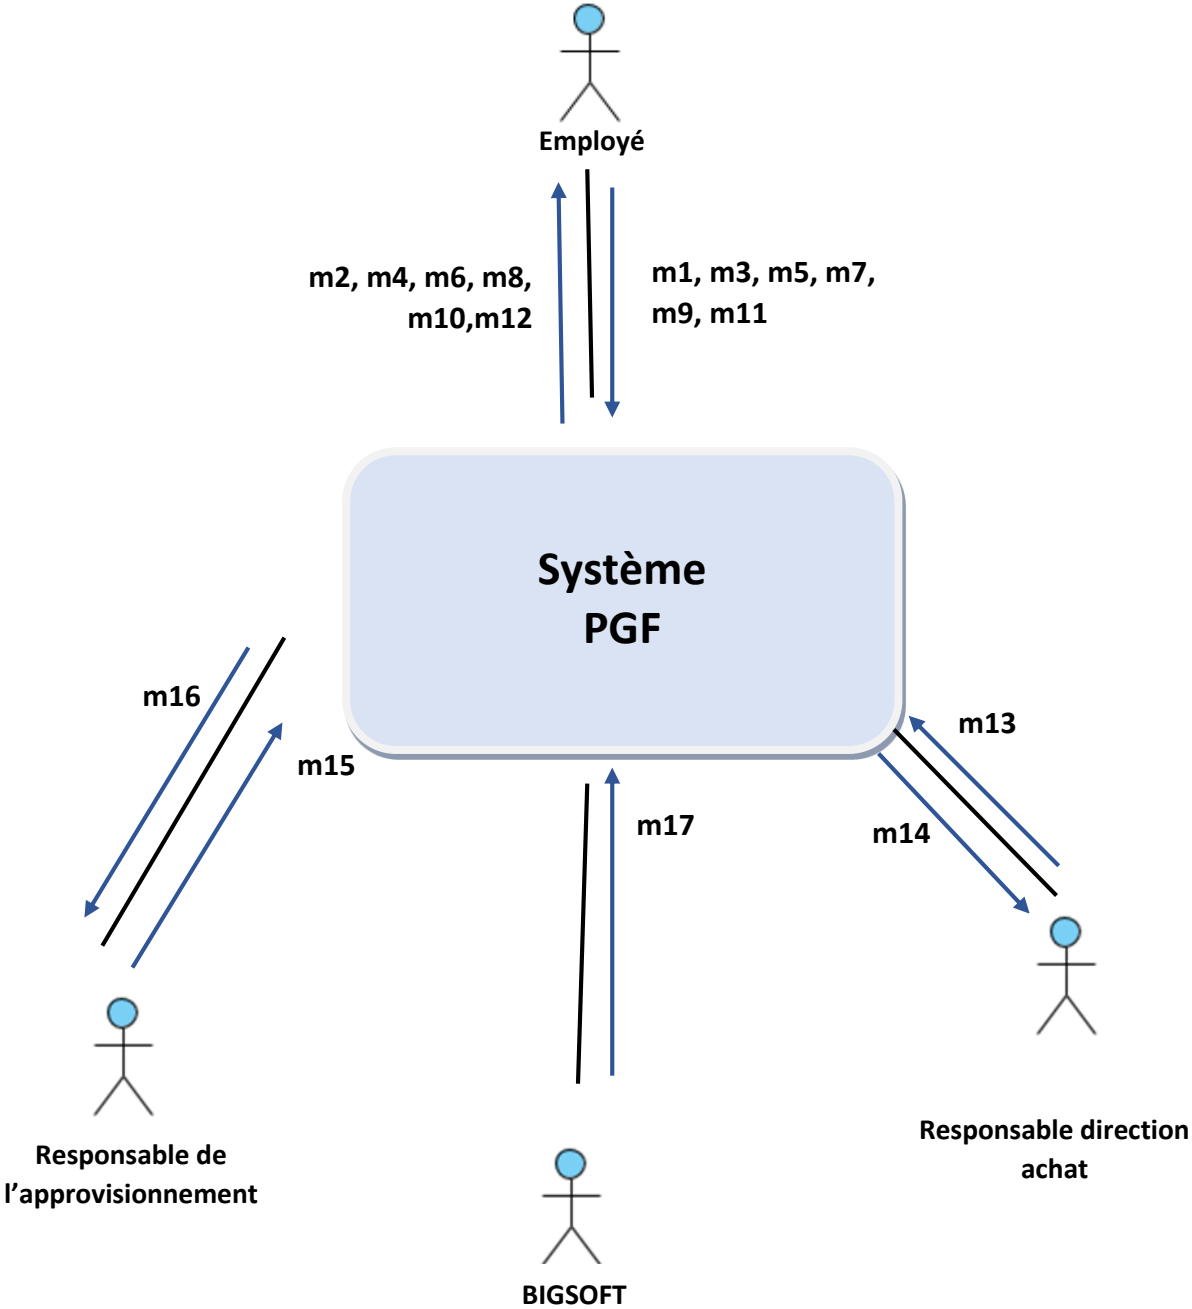 Employé
m2, m4, m6, m8,
m10,m12
m1, m3, m5, m7,
m9, m11
Système
PGF
m16
m15
m17
m13
m14
Responsable de
l’approvisionnement
BIGSOFT
Responsable direction
achat